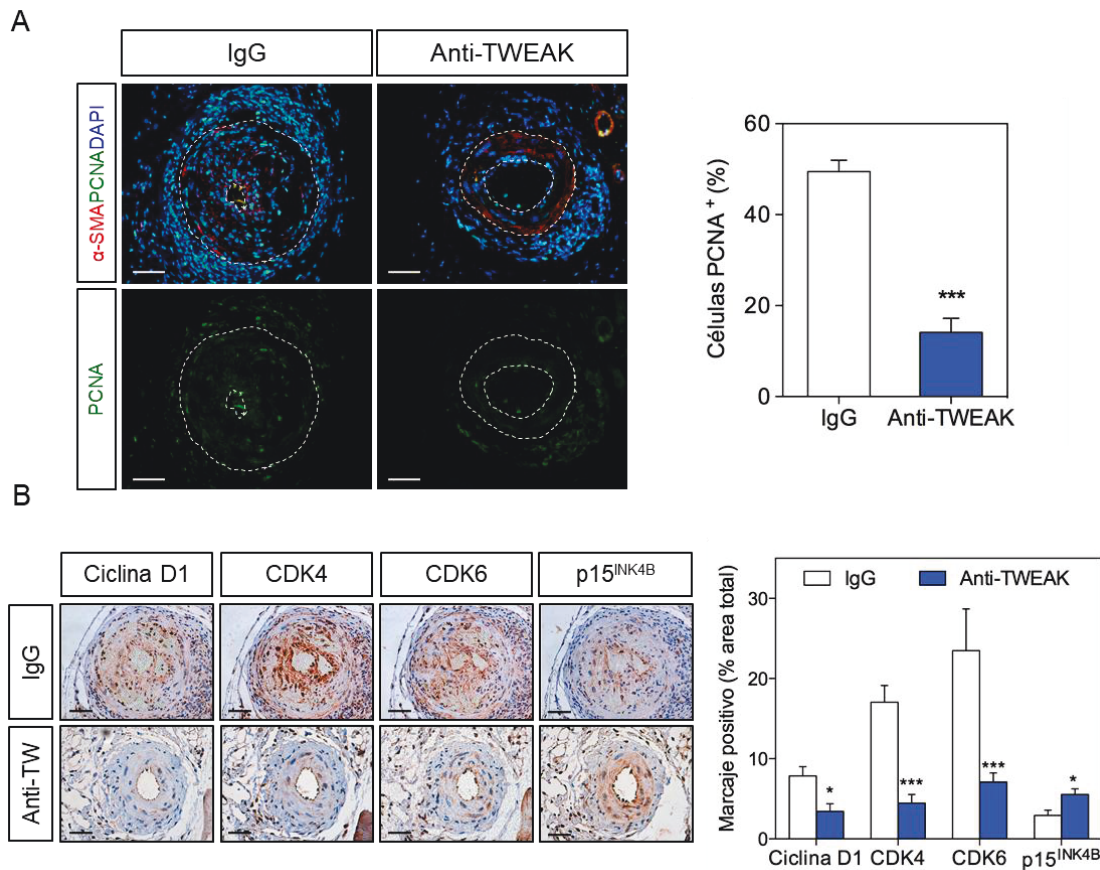 A
IgG
Anti-TWEAK
α-SMAPCNADAPI
PCNA
Células PCNA + (%)
60
40
20
0
***
IgG
Anti-TWEAK
B
Ciclina D1
CDK4
CDK6
p15INK4B
IgG
Anti-TW
Marcaje positivo (% area total)
IgG
Anti-TWEAK
30
20
10
0
*
***
***
*
Ciclina D1
CDK4
CDK6
p15INK4B